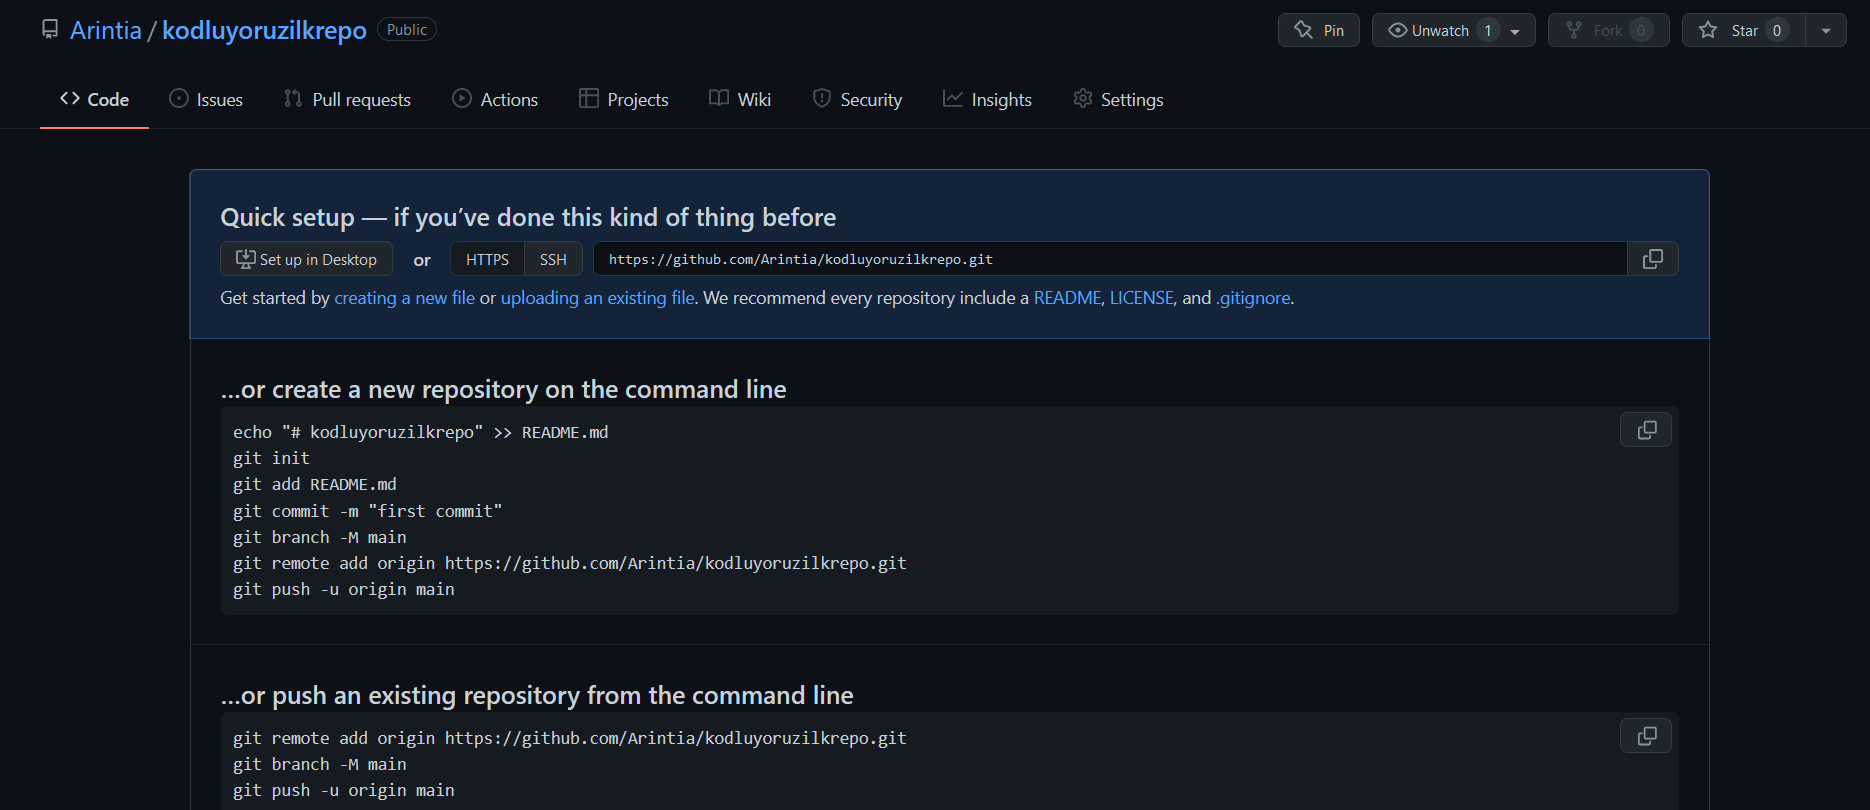 Arintia / kodluyoruzilkrepo Public Pin Unwatch 1 Fork 0 Star 0
Code Issues Pull requests Actions Projects Wiki Security Insights Settings
Quick setup — if you’ve done this kind of thing before
Set up in Desktop or HTTPS SSH https://github.com/Arintia/kodluyoruzilkrepo.git
Get started by creating a new file or uploading an existing file. We recommend every repository include a README, LICENSE, and .gitignore.
…or create a new repository on the command line
echo "# kodluyoruzilkrepo" >> README.md
git init
git add README.md
git commit -m "first commit"
git branch -M main
git remote add origin https://github.com/Arintia/kodluyoruzilkrepo.git
git push -u origin main
…or push an existing repository from the command line
git remote add origin https://github.com/Arintia/kodluyoruzilkrepo.git
git branch -M main
git push -u origin main